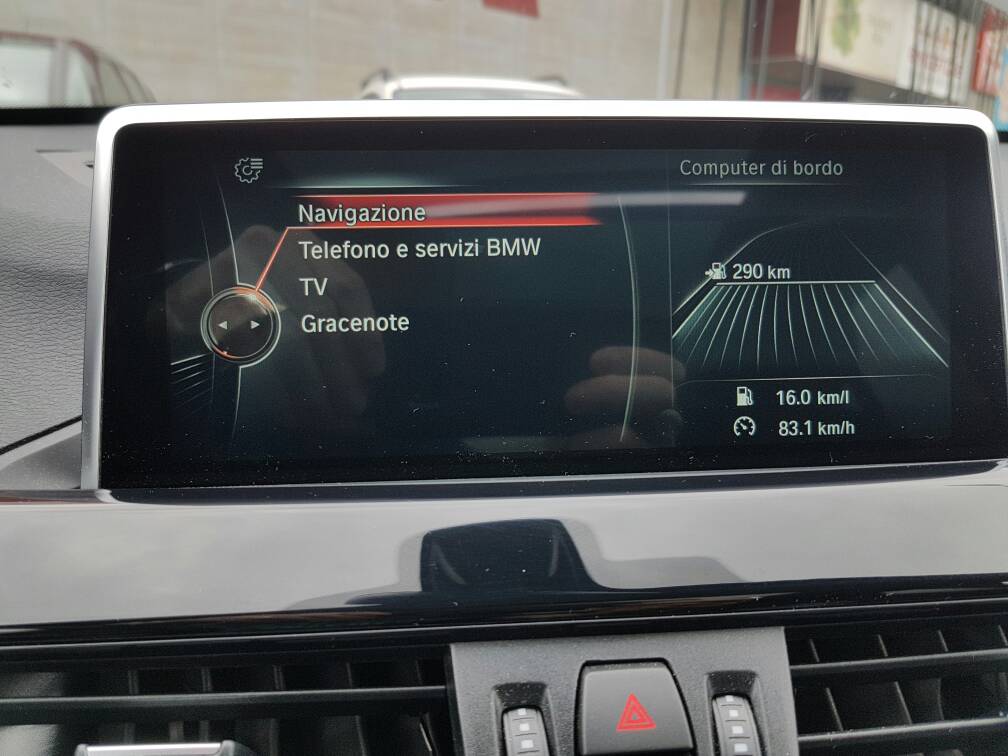 Navigazione
Telefono e servizi BMW
TV
Gracenote
Computer di bordo
290 km
16.0 km/l
83.1 km/h